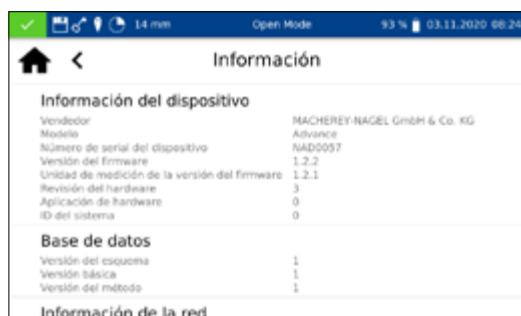 14 mm Open Mode 93 % 03.11.2020 08:24
Información
Información del dispositivo
Vendedor MACHEREY-NAGEL GmbH & Co. KG
Modelo Advance
Número de serial del dispositivo NAD0057
Versión del firmware 1.2.2
Unidad de medición de la versión del firmware 1.2.1
Revisión del hardware 3
Aplicación de hardware 0
ID del sistema 0
Base de datos
Versión del esquema 1
Versión básica 1
Versión del método 1
Información de la red